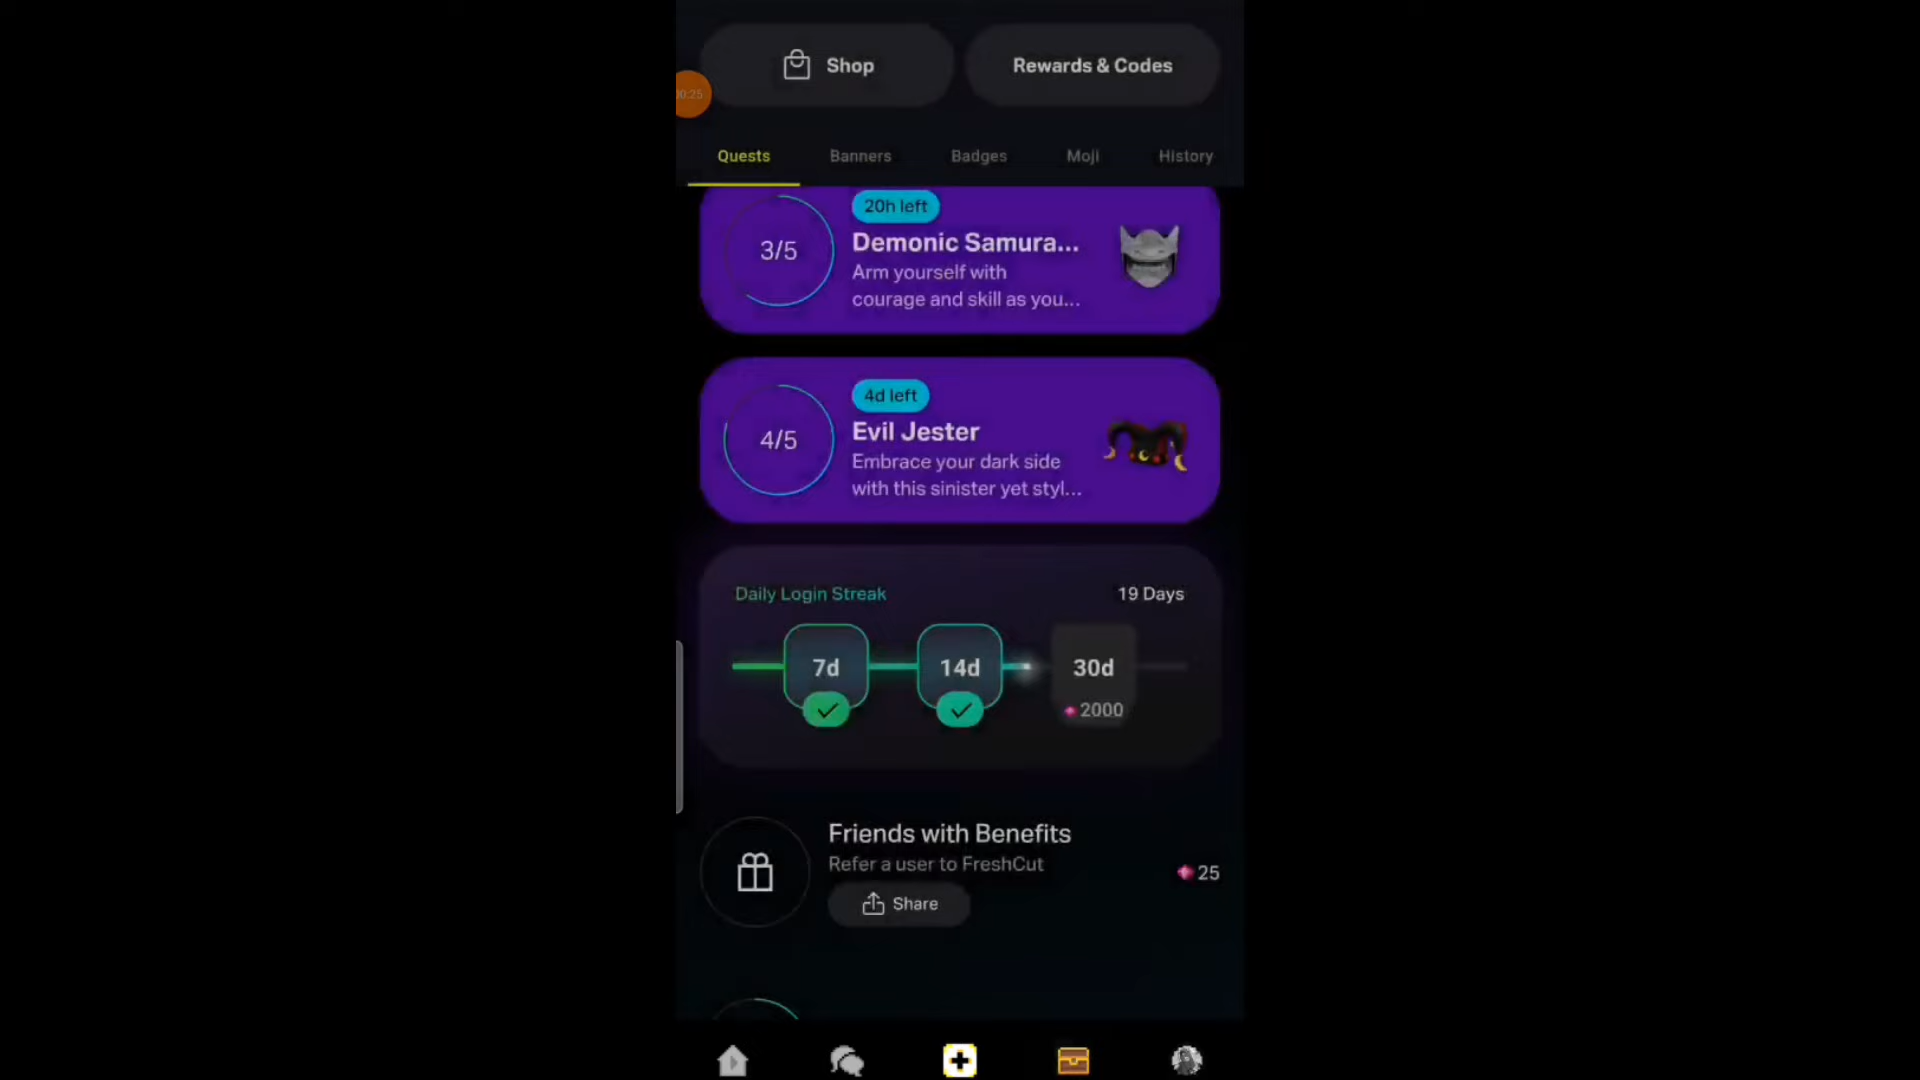 Shop
Rewards & Codes
00:25
Quests
Banners
Badges
Moji
History
20h left
3/5
Demonic Samura...
Arm yourself with
courage and skill as you...
4d left
4/5
Evil Jester
Embrace your dark side
with this sinister yet styl...
Daily Login Streak
19 Days
7d
14d
30d
2000
Friends with Benefits
Refer a user to FreshCut
25
Share